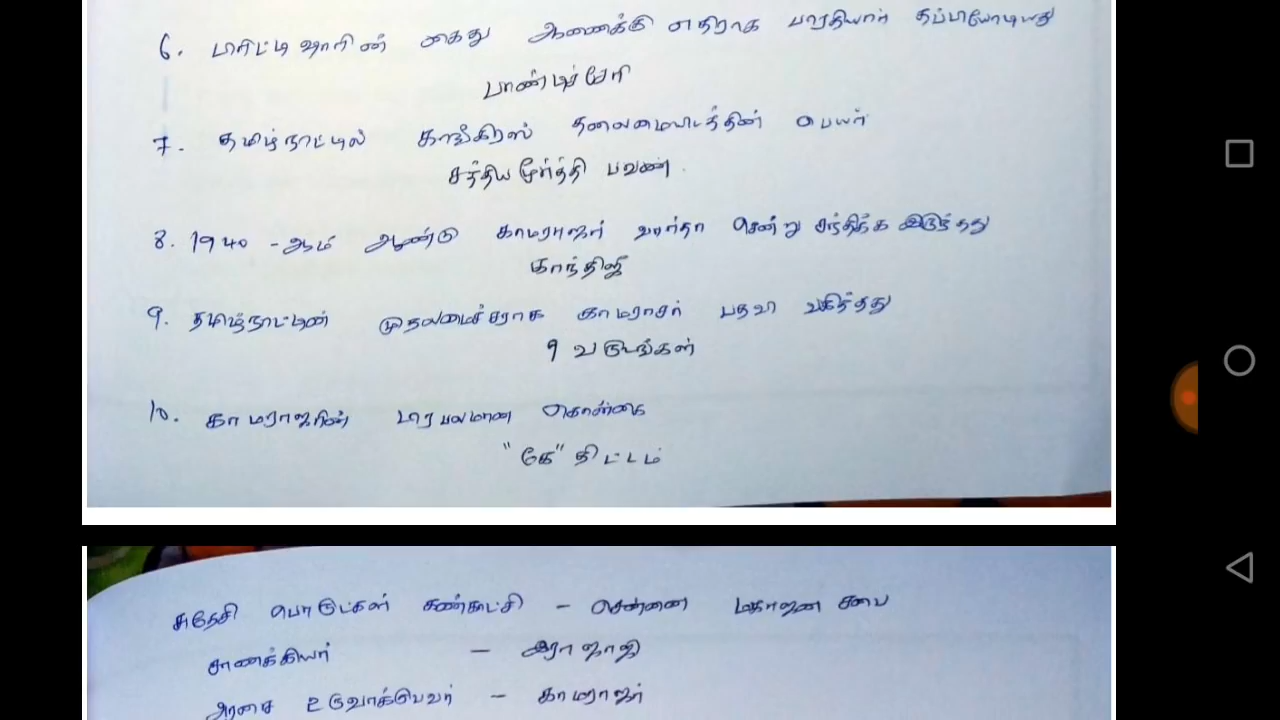 6. பிரிட்டிஷாரின் கைது ஆணைக்கு எதிராக பாரதியார் தப்பியோடியது
பாண்டிச்சேரி
7. தமிழ்நாட்டில் காங்கிரஸ் தலைமையிடத்தின் பெயர்
சத்திய மூர்த்தி பவன்
8. 1940 -ஆம் ஆண்டு காமராஜர் வார்தா சென்று சந்திக்க இருந்தது
காந்திஜீ
9. தமிழ்நாட்டின் முதலமைச்சராக காமராசர் பதவி வகித்தது
9 வருடங்கள்
10. காமராஜரின் பிரபலமான கொள்கை
"கே" திட்டம்
சுதேசி பொருட்கள் கண்காட்சி - சென்னை மகாஜன சபை
சாணக்கியர் - இராஜாஜி
அரசை உருவாக்குபவர் - காமராஜர்